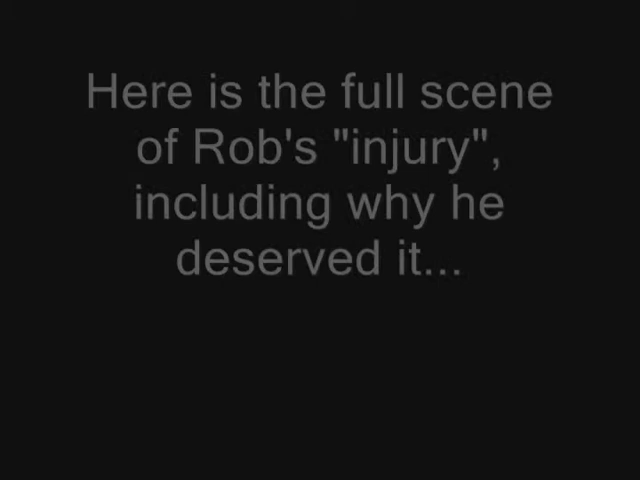 Here is the full scene
of Rob's "injury",
including why he
deserved it...